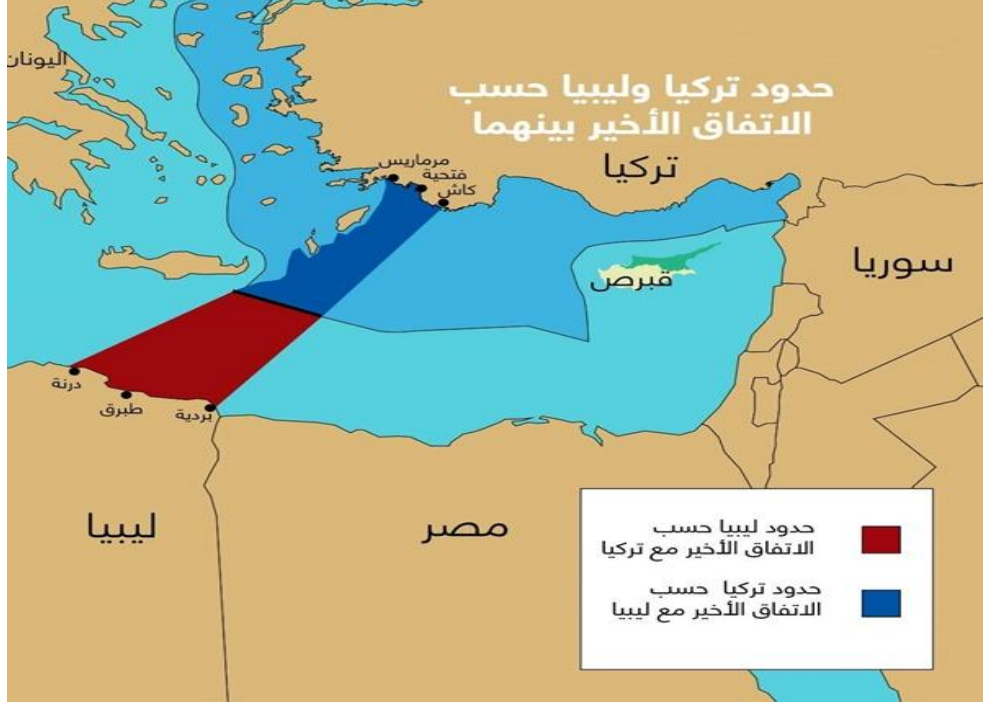 حدود تركيا وليبيا حسب
الاتفاق الأخير بينهما
اليونان
تركيا
مرماريس
فتحية
كاش
سوريا
قبرص
درنة
طبرق
بردية
ليبيا
مصر
حدود ليبيا حسب
الاتفاق الأخير مع تركيا
حدود تركيا حسب
الاتفاق الأخير مع ليبيا